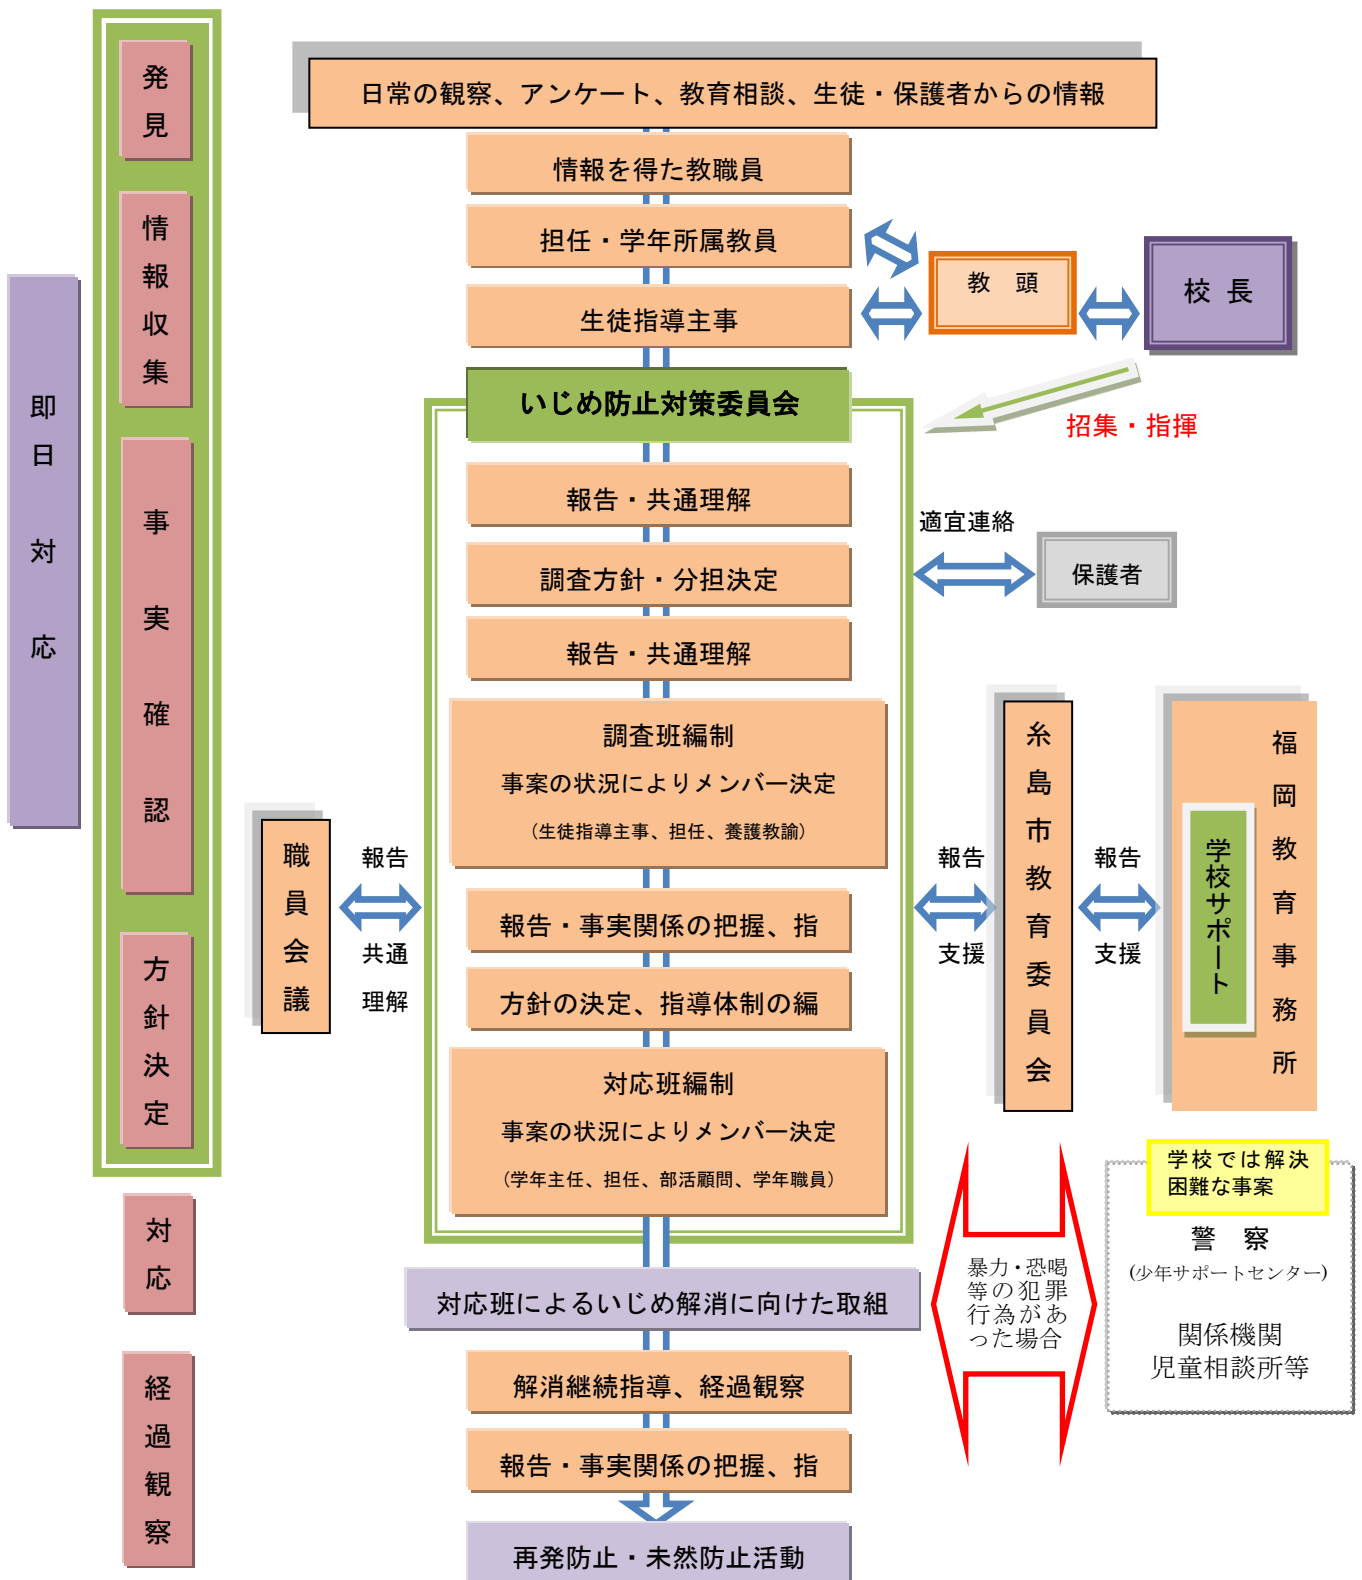 即日対応
発見
情報収集
事実確認
方針決定
対応
経過観察
日常の観察、アンケート、教育相談、生徒・保護者からの情報
情報を得た教職員
担任・学年所属教員
生徒指導主事
教　頭
校 長
招集・指揮
いじめ防止対策委員会
報告・共通理解
調査方針・分担決定
報告・共通理解
適宜連絡
保護者
調査班編制
事案の状況によりメンバー決定
(生徒指導主事、担任、養護教諭)
報告・事実関係の把握、指
方針の決定、指導体制の編
対応班編制
事案の状況によりメンバー決定
(学年主任、担任、部活顧問、学年職員)
職員会議
報告
共通
理解
報告
支援
糸島市教育委員会
報告
支援
福岡教育事務所
学校サポート
対応班によるいじめ解消に向けた取組
解消継続指導、経過観察
報告・事実関係の把握、指
再発防止・未然防止活動
暴力・恐喝
等の犯罪
行為があ
った場合
学校では解決
困難な事案
警　察
(少年サポートセンター)
関係機関
児童相談所等